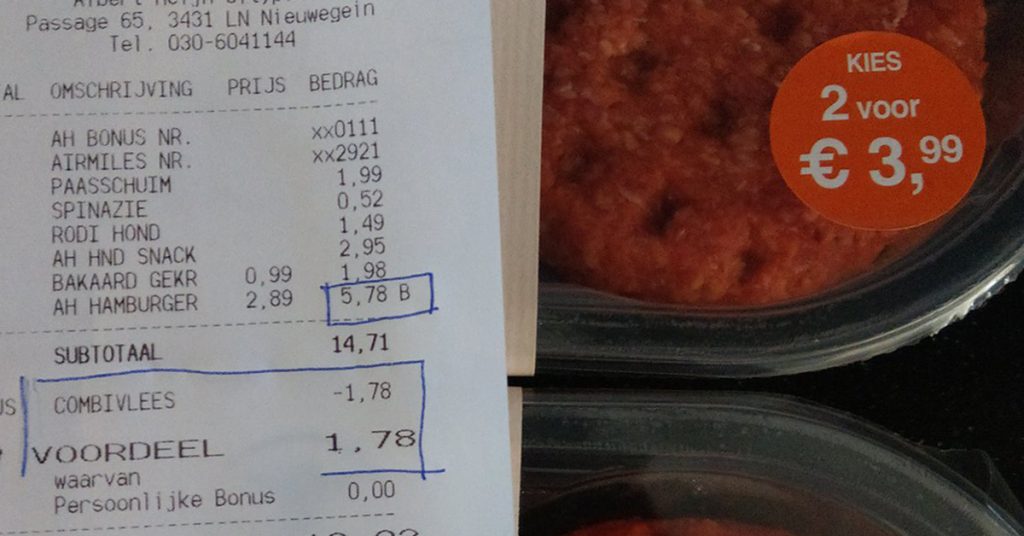 Passage 65, 3431 LN Nieuwegein
Tel. 030-6041144
AL OMSCHRIJVING PRIJS BEDRAG
AH BONUS NR. xx0111
AIRMILES NR. xx2921
PAASSCHUIM 1,99
SPINAZIE 0,52
RODI HOND 1,49
AH HND SNACK 2,95
BAKAARD GEKR 0,99 1,98
AH HAMBURGER 2,89 5,78 B
SUBTOTAAL 14,71
US COMBIVLEES -1,78
VOORDEEL 1,78
waarvan
Persoonlijke Bonus 0,00
KIES
2 voor
€ 3,99